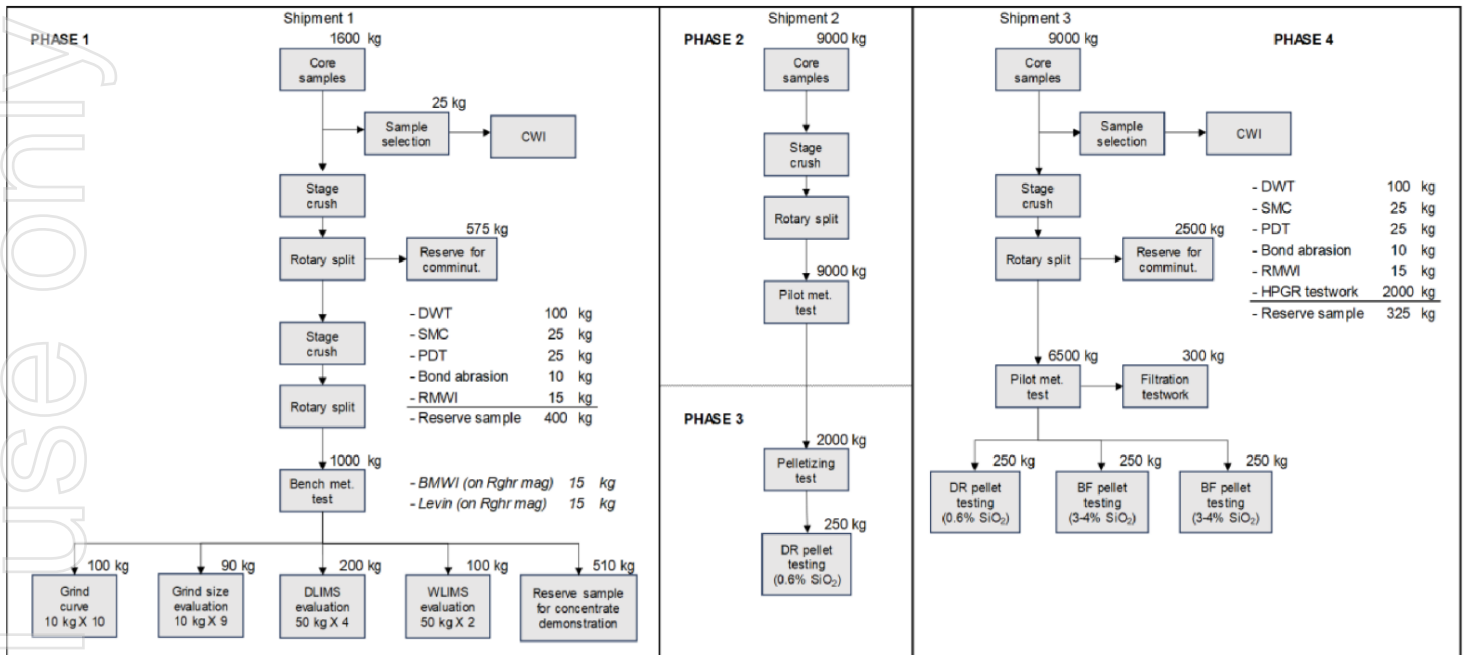 use only
PHASE 1
Shipment 1
1600 kg
Core
samples
25 kg
Sample
selection
CWI
Stage
crush
575 kg
Rotary split
Reserve for
comminut.
- DWT 100 kg
- SMC 25 kg
- PDT 25 kg
- Bond abrasion 10 kg
- RMWI 15 kg
- Reserve sample 400 kg
Stage
crush
Rotary split
1000 kg
Bench met.
test
- BMWI (on Rghr mag) 15 kg
- Levin (on Rghr mag) 15 kg
100 kg
Grind
curve
10 kg X 10
90 kg
Grind size
evaluation
10 kg X 9
200 kg
DLIMS
evaluation
50 kg X 4
100 kg
WLIMS
evaluation
50 kg X 2
510 kg
Reserve sample
for concentrate
demonstration
PHASE 2
Shipment 2
9000 kg
Core
samples
Stage
crush
Rotary split
9000 kg
Pilot met.
test
PHASE 3
2000 kg
Pelletizing
test
250 kg
DR pellet
testing
(0.6% SiO₂)
Shipment 3
9000 kg
PHASE 4
Core
samples
Sample
selection
CWI
Stage
crush
2500 kg
Rotary split
Reserve for
comminut.
- DWT 100 kg
- SMC 25 kg
- PDT 25 kg
- Bond abrasion 10 kg
- RMWI 15 kg
- HPGR testwork 2000 kg
- Reserve sample 325 kg
6500 kg
Pilot met.
test
300 kg
Filtration
testwork
250 kg
DR pellet
testing
(0.6% SiO₂)
250 kg
BF pellet
testing
(3-4% SiO₂)
250 kg
BF pellet
testing
(3-4% SiO₂)